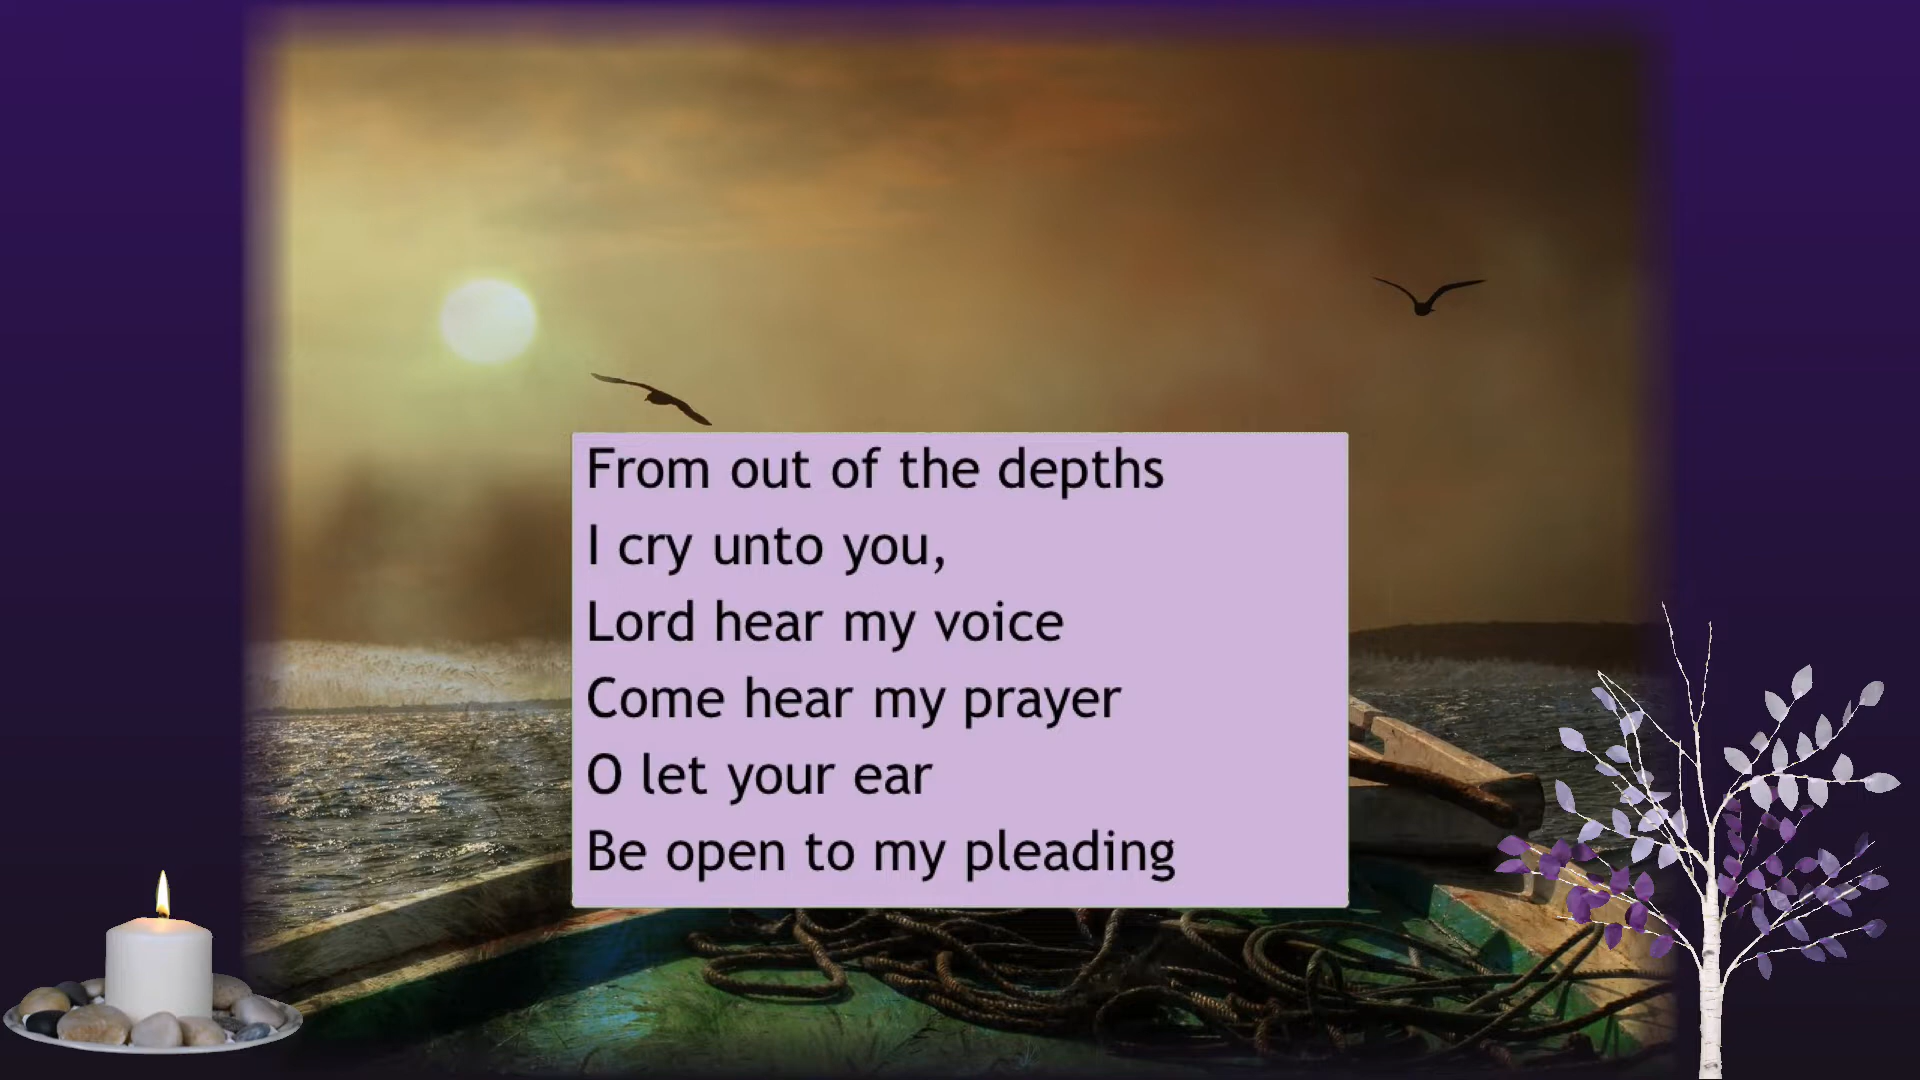 From out of the depths
I cry unto you,
Lord hear my voice
Come hear my prayer
O let your ear
Be open to my pleading